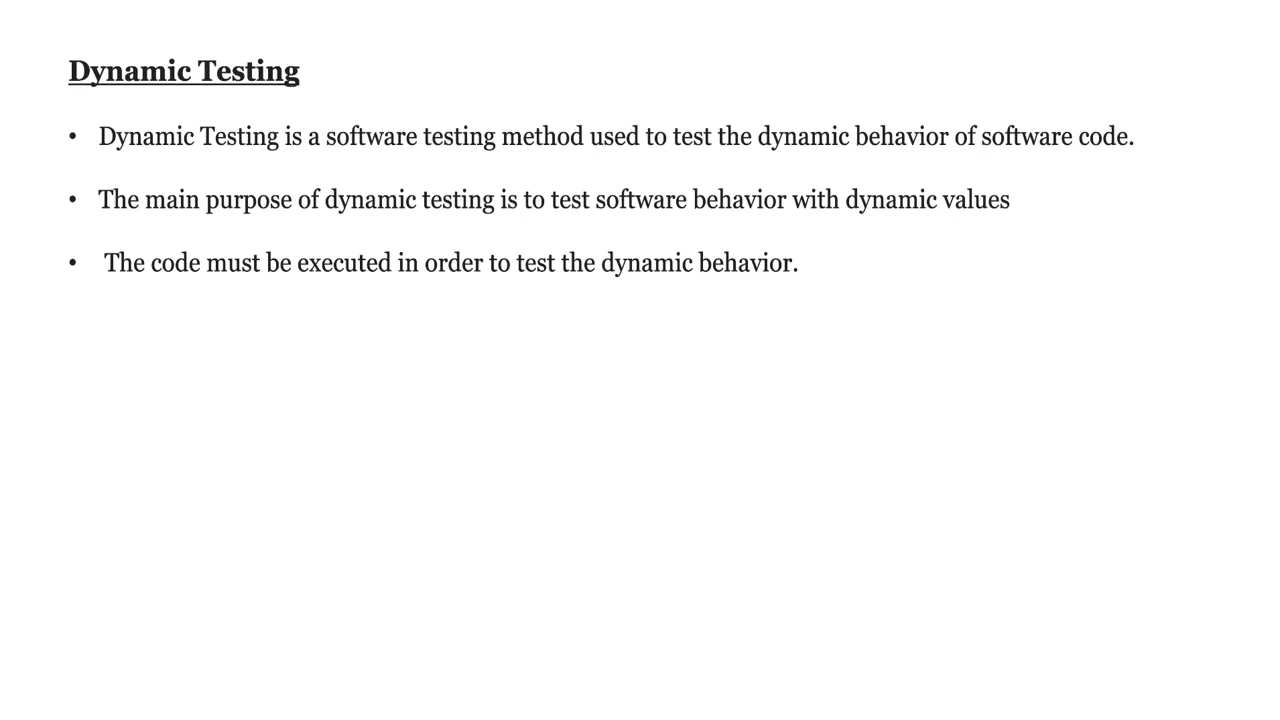 Dynamic Testing
• Dynamic Testing is a software testing method used to test the dynamic behavior of software code.
• The main purpose of dynamic testing is to test software behavior with dynamic values
• The code must be executed in order to test the dynamic behavior.